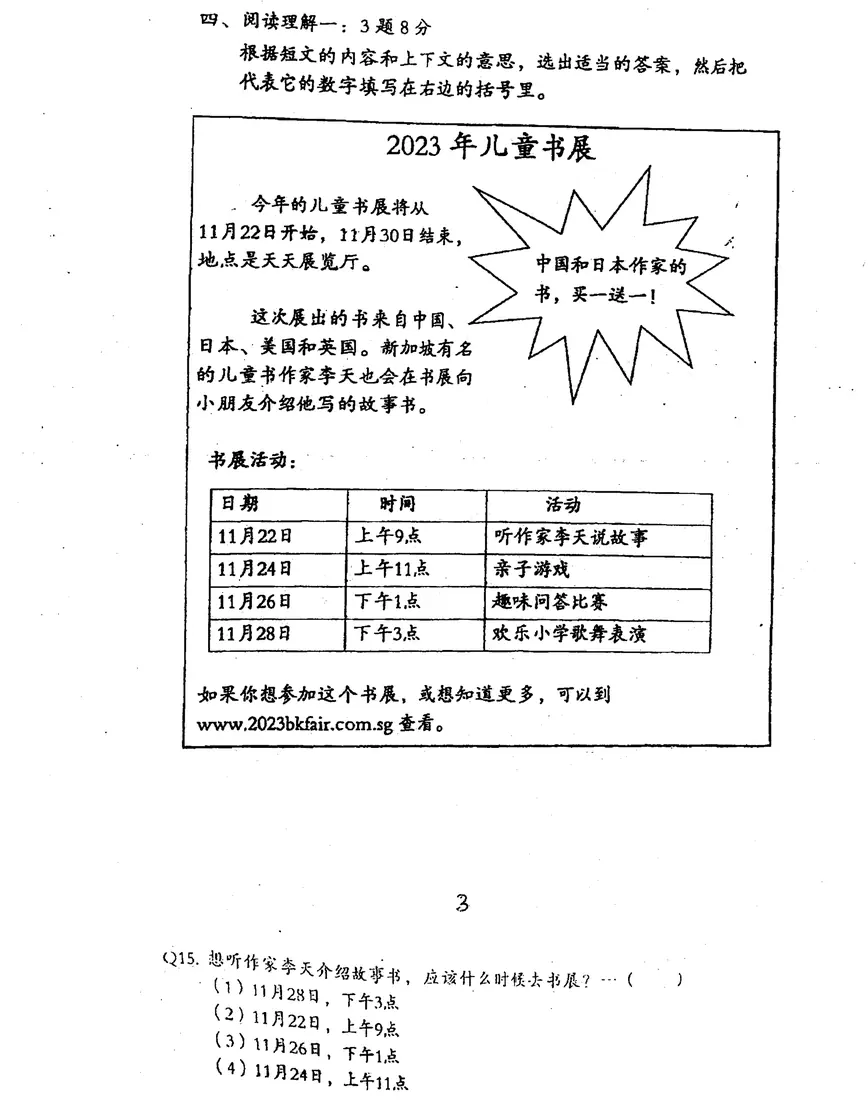 四、阅读理解一：3题8分
根据短文的内容和上下文的意思，选出适当的答案，然后把
代表它的数字填写在右边的括号里。
2023年儿童书展
今年的儿童书展将从
11月22日开始，11月30日结束，
地点是天天展览厅。
中国和日本作家的
书，买一送一！
这次展出的书来自中国、
日本、美国和英国。新加坡有名
的儿童书作家李天也会在书展向
小朋友介绍他写的故事书。
书展活动：
日期 时间 活动
11月22日 上午9点 听作家李天说故事
11月24日 上午11点 亲子游戏
11月26日 下午1点 趣味问答比赛
11月28日 下午3点 欢乐小学歌舞表演
如果你想参加这个书展，或想知道更多，可以到
www.2023bkfair.com.sg 查看。
3
Q15. 想听作家李天介绍故事书，应该什么时候去书展？…（ ）
（1）11月28日，下午3点
（2）11月22日，上午9点
（3）11月26日，下午1点
（4）11月24日，上午11点